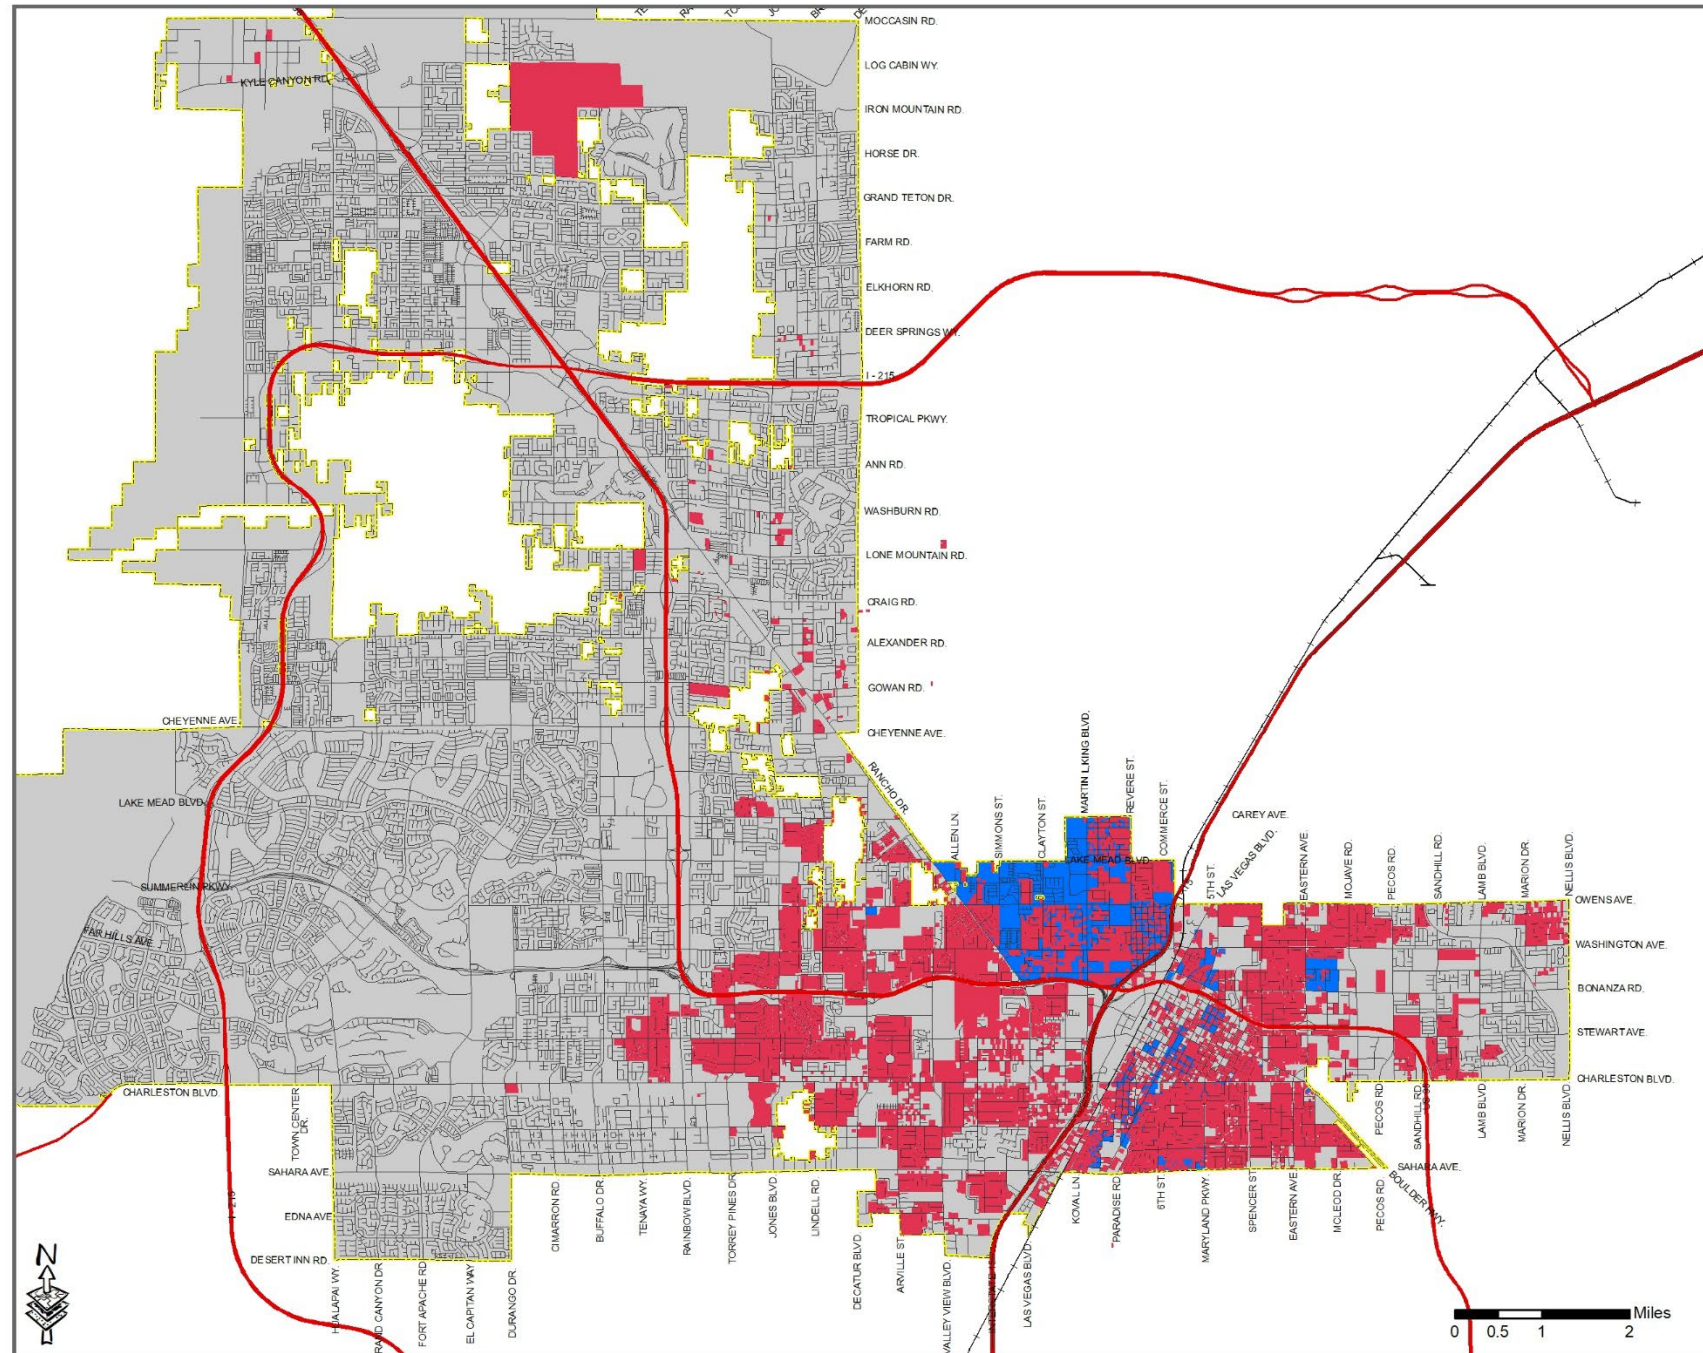 MOCCASIN RD.
LOG CABIN WY.
KYLE CANYON RD.
IRON MOUNTAIN RD.
HORSE DR.
GRAND TETON DR.
FARM RD.
ELKHORN RD.
DEER SPRINGS WY.
I - 215
TROPICAL PKWY.
ANN RD.
WASHBURN RD.
LONE MOUNTAIN RD.
CRAIG RD.
ALEXANDER RD.
GOWAN RD.
CHEYENNE AVE.
CHEYENNE AVE.
RANCHO DR
LAKE MEAD BLVD.
ALLEN LN.
SIMMONS ST.
CLAYTON ST.
MARTIN L.KING BLVD.
REVERE ST.
COMMERCE ST.
CAREY AVE.
LAKE MEAD BLVD.
5TH ST.
LAS VEGAS BLVD.
EASTERN AVE.
MOJAVE RD.
PECOS RD.
SANDHILL RD.
LAMB BLVD.
MARION DR.
NELLIS BLVD.
SUMMERLIN PKWY.
OWENS AVE.
FAR HILLS AVE.
WASHINGTON AVE.
BONANZA RD.
STEWART AVE.
CHARLESTON BLVD.
CHARLESTON BLVD.
TOWN CENTER
DR.
SAHARA AVE.
SAHARA AVE.
I - 215
EDNA AVE
DESERT INN RD.
HUALAPAI WY.
GRAND CANYON DR
FORT APACHE RD
EL CAPITAN WAY
DURANGO DR.
CIMARRON RD.
BUFFALO DR.
TENAYA WY.
RAINBOW BLVD.
TORREY PINES DR.
JONES BLVD
LINDELL RD.
DECATUR BLVD.
ARVILLE ST.
VALLEY VIEW BLVD.
LAS VEGAS BLVD.
KOVAL LN.
PARADISE RD
6TH ST.
MARYLAND PKWY.
SPENCER ST.
EASTERN AVE.
MCLEOD DR.
PECOS RD.
BOULDER HWY.
PECOS RD
SANDHILL RD.
LAMB BLVD
MARION DR.
NELLIS BLVD.
N
Miles
0 0.5 1 2